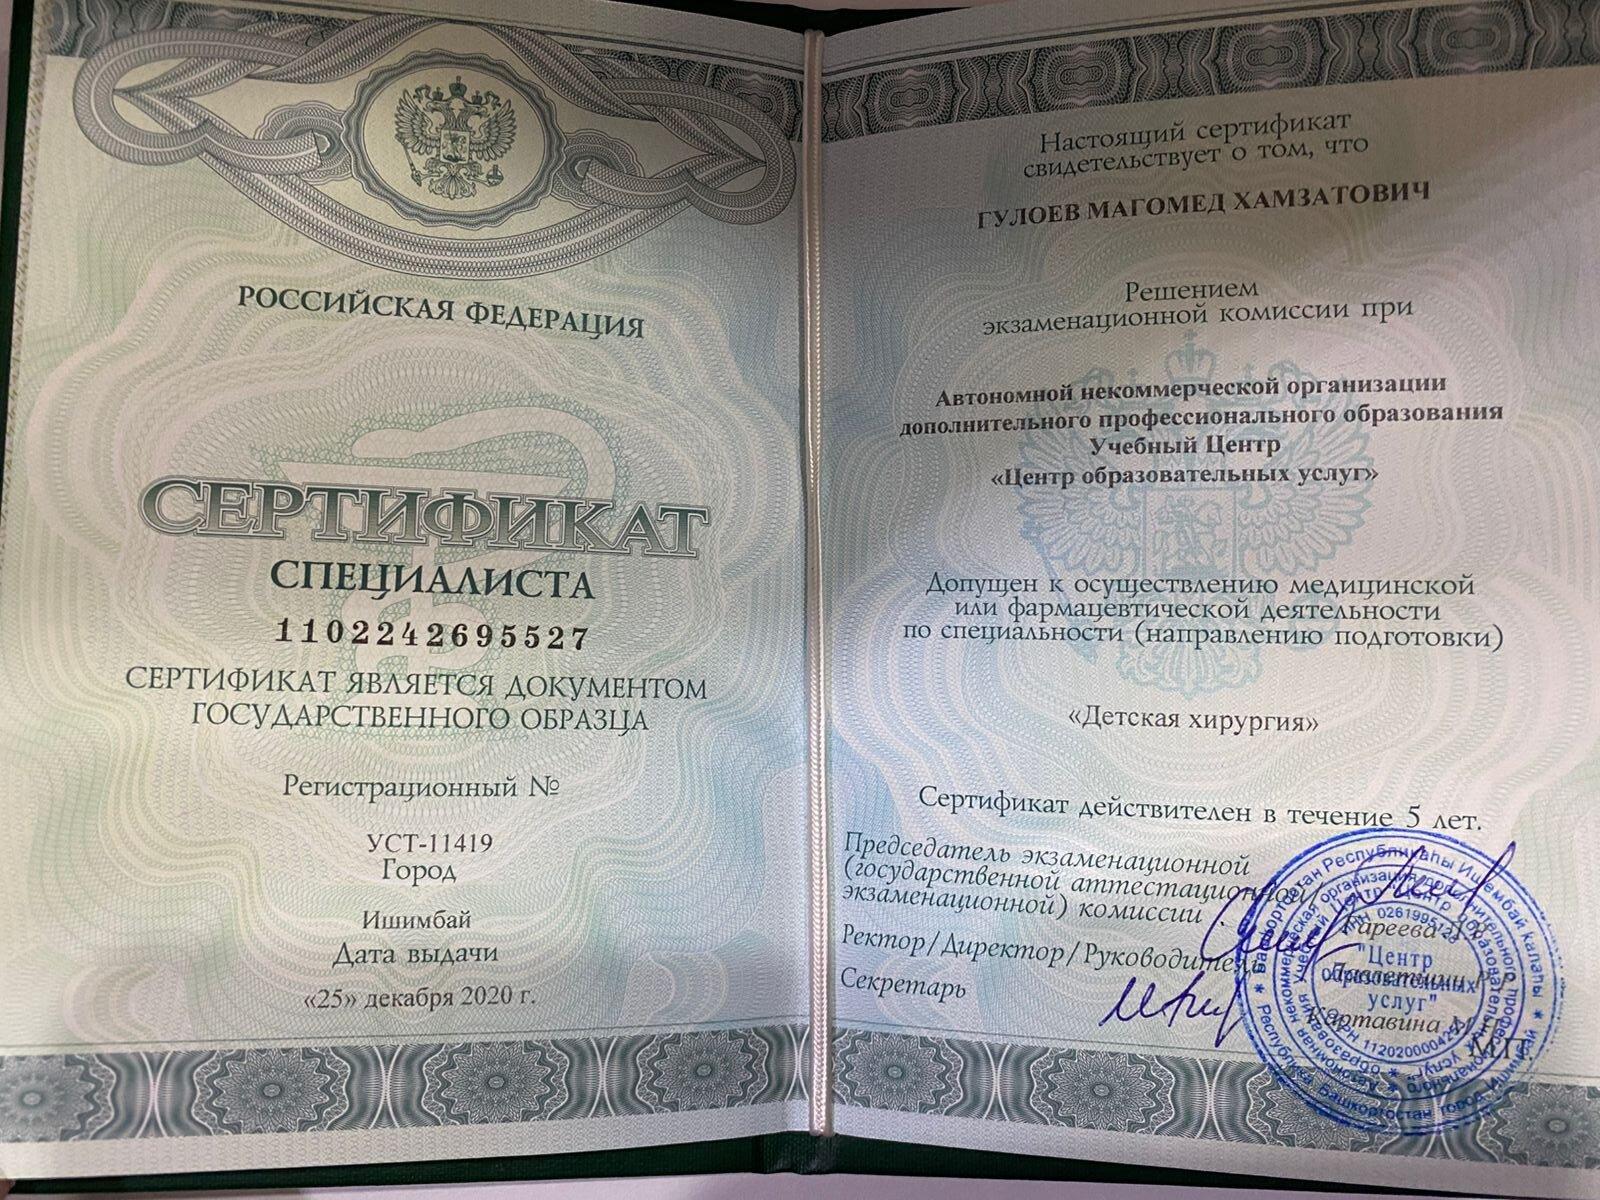 РОССИЙСКАЯ ФЕДЕРАЦИЯ
СЕРТИФИКАТ
СПЕЦИАЛИСТА
1102242695527
СЕРТИФИКАТ ЯВЛЯЕТСЯ ДОКУМЕНТОМ
ГОСУДАРСТВЕННОГО ОБРАЗЦА
Регистрационный №
УСТ-11419
Город
Ишимбай
Дата выдачи
«25» декабря 2020 г.
Настоящий сертификат
свидетельствует о том, что
ГУЛОЕВ МАГОМЕД ХАМЗАТОВИЧ
Решением
экзаменационной комиссии при
Автономной некоммерческой организации
дополнительного профессионального образования
Учебный Центр
«Центр образовательных услуг»
Допущен к осуществлению медицинской
или фармацевтической деятельности
по специальности (направлению подготовки)
«Детская хирургия»
Сертификат действителен в течение 5 лет.
Председатель экзаменационной
(государственной аттестационной/
экзаменационной) комиссии
Гареева
Ректор/Директор/Руководитель
Давлетшин Р.Р.
Секретарь
Картавина М.
М.П.
"Центр
образовательных
услуг"